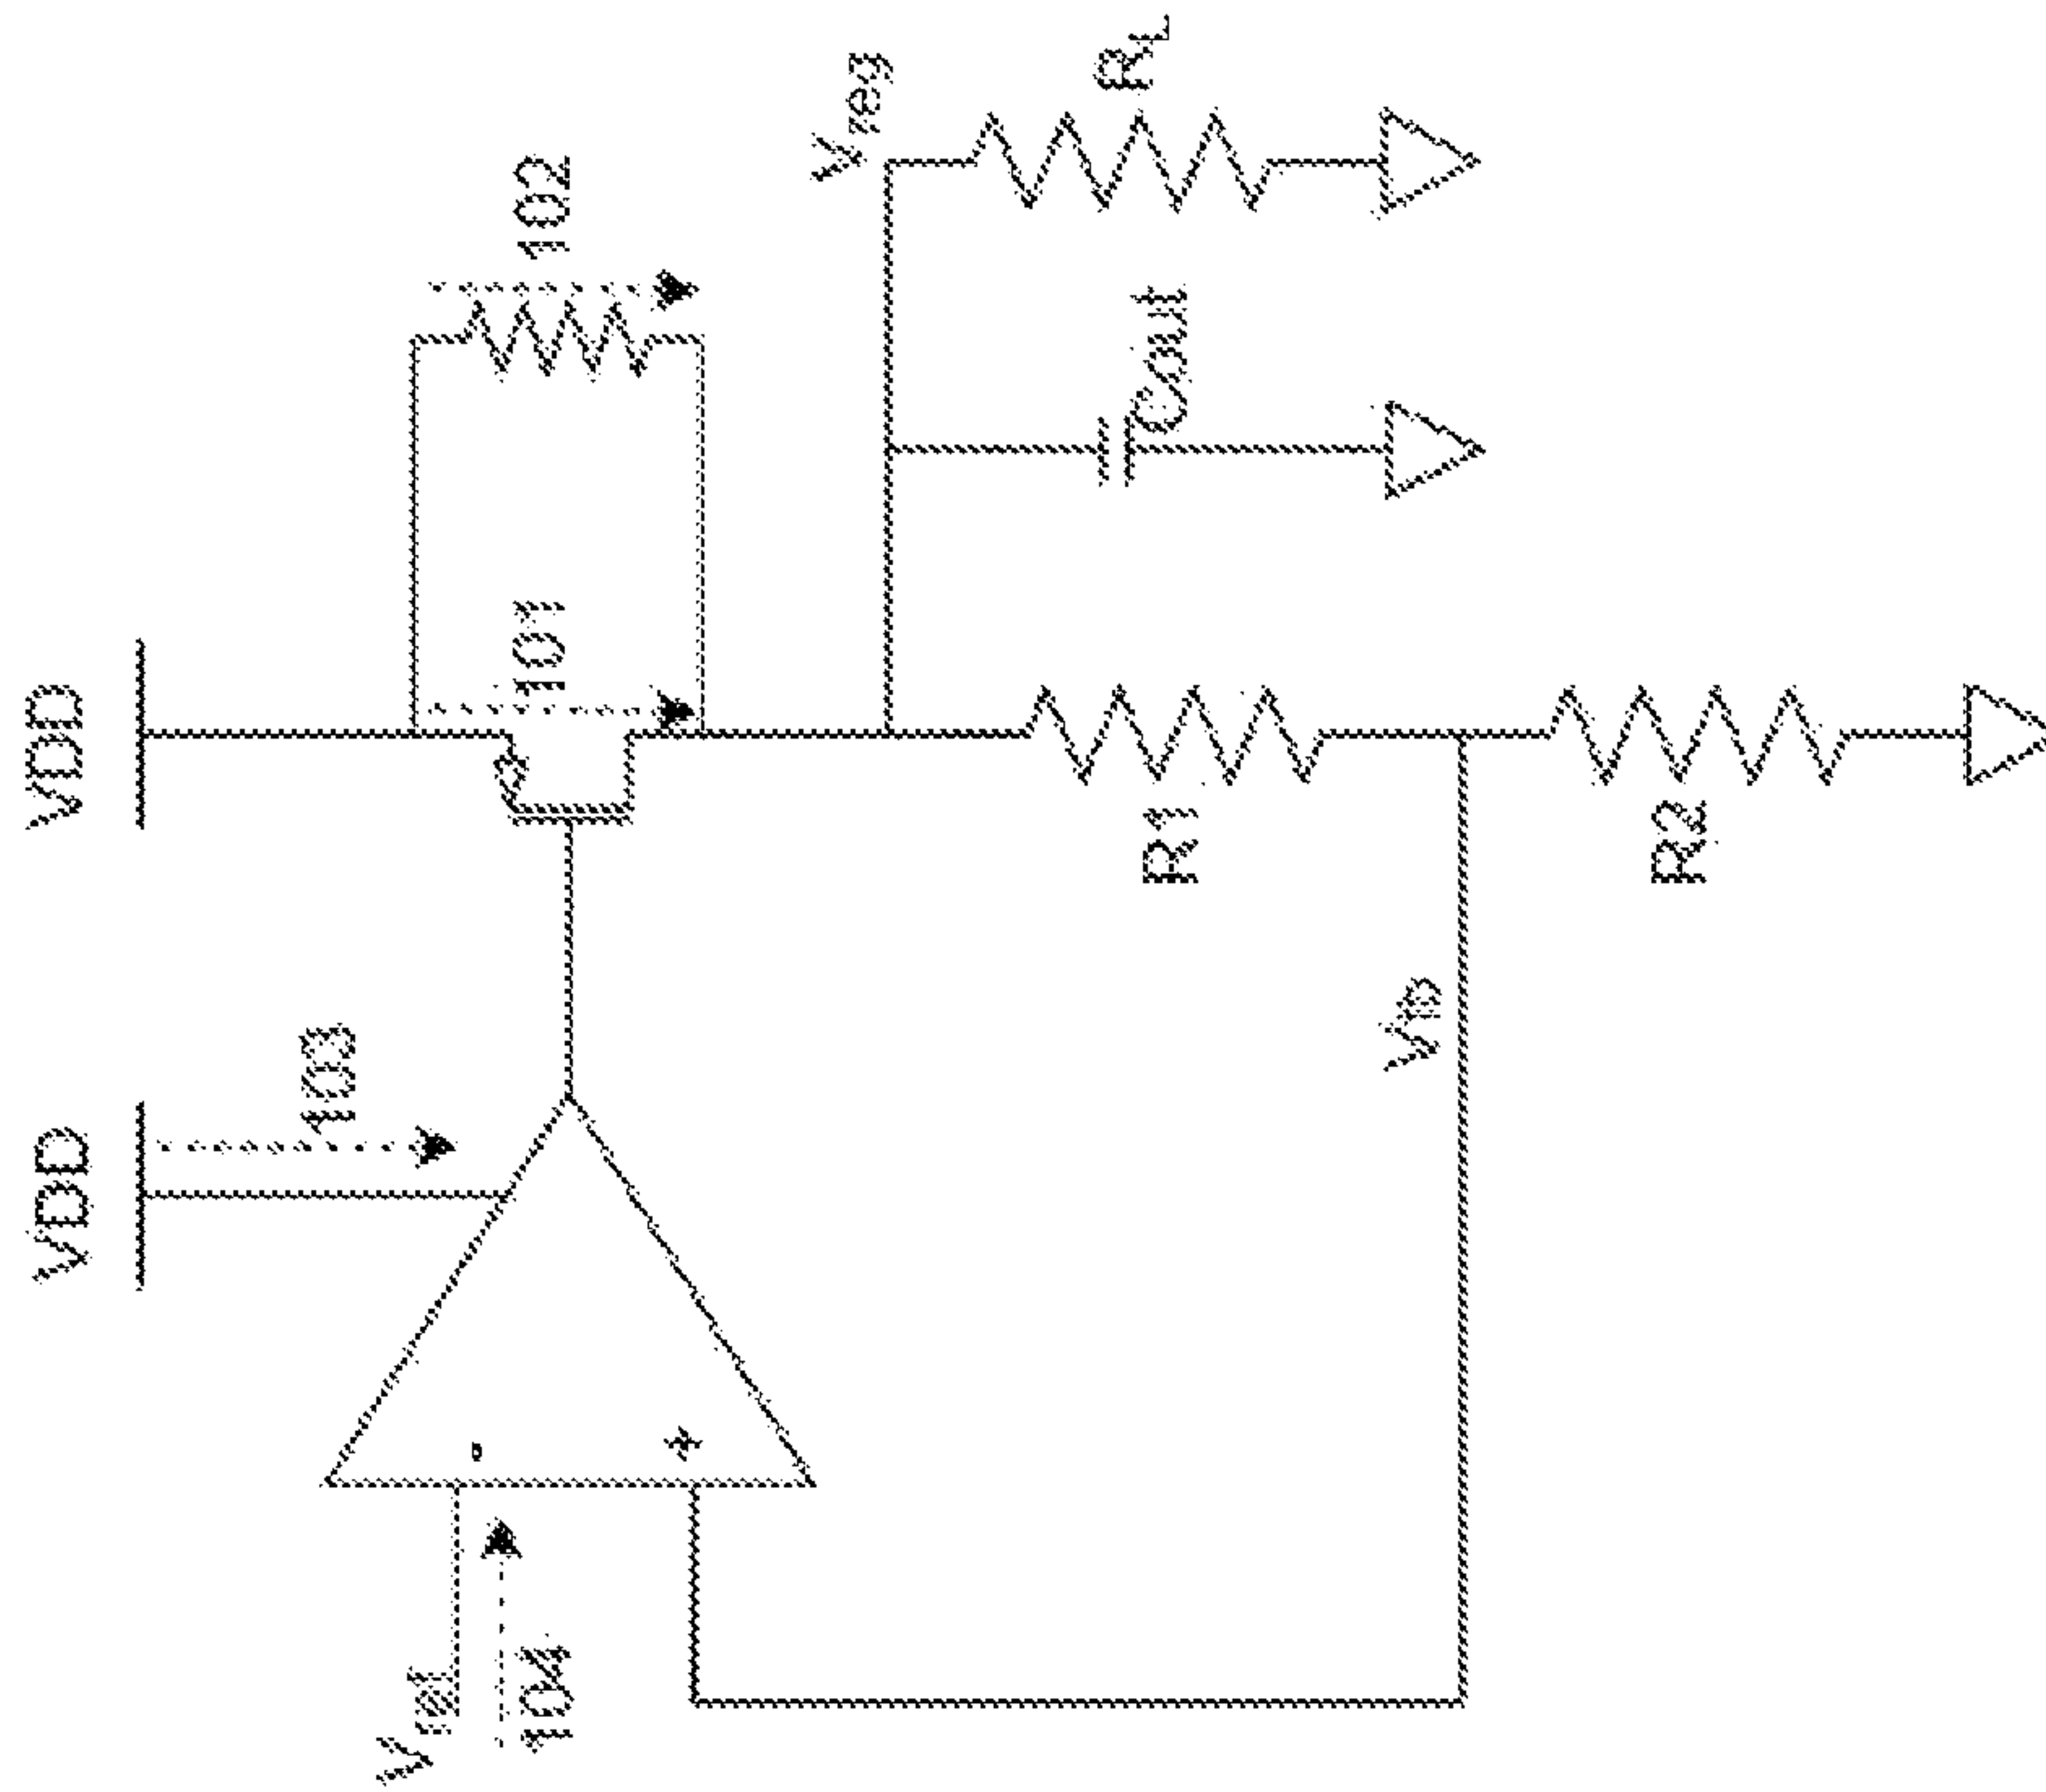 VDD
VDD
103
101
102
Vref
104
-
+
Vreg
Vfb
R1
Cout
RL
R2